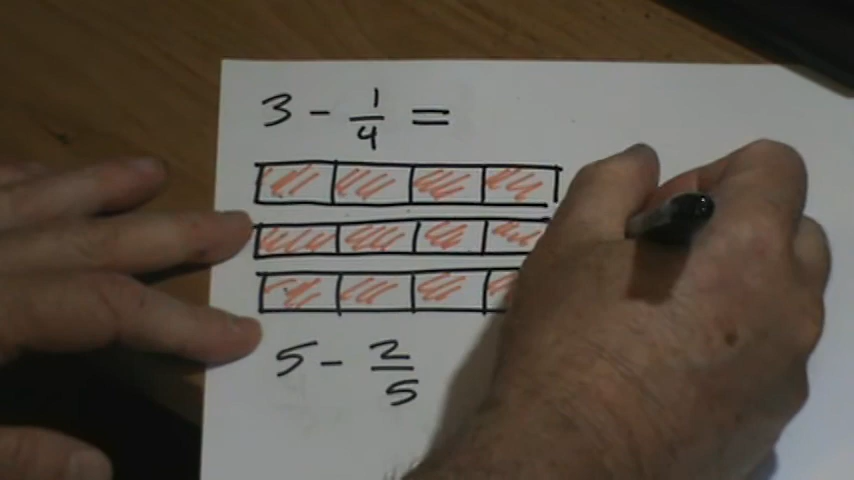 3 - 1/4 =
5 - 2/5